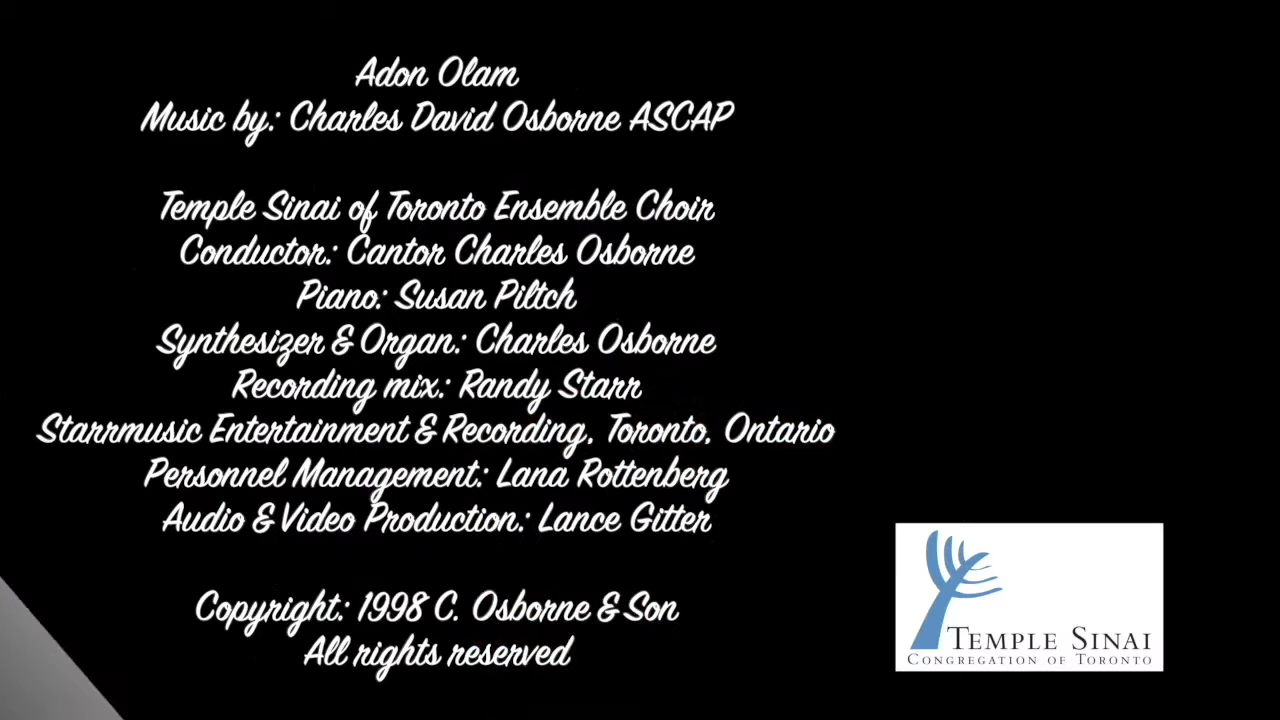 Adon Olam
Music by: Charles David Osborne ASCAP
Temple Sinai of Toronto Ensemble Choir
Conductor: Cantor Charles Osborne
Piano: Susan Piltch
Synthesizer & Organ: Charles Osborne
Recording mix: Randy Starr
Starrmusic Entertainment & Recording, Toronto, Ontario
Personnel Management: Lana Rottenberg
Audio & Video Production: Lance Gitter
Copyright: 1998 C. Osborne & Son
All rights reserved
TEMPLE SINAI
CONGREGATION OF TORONTO